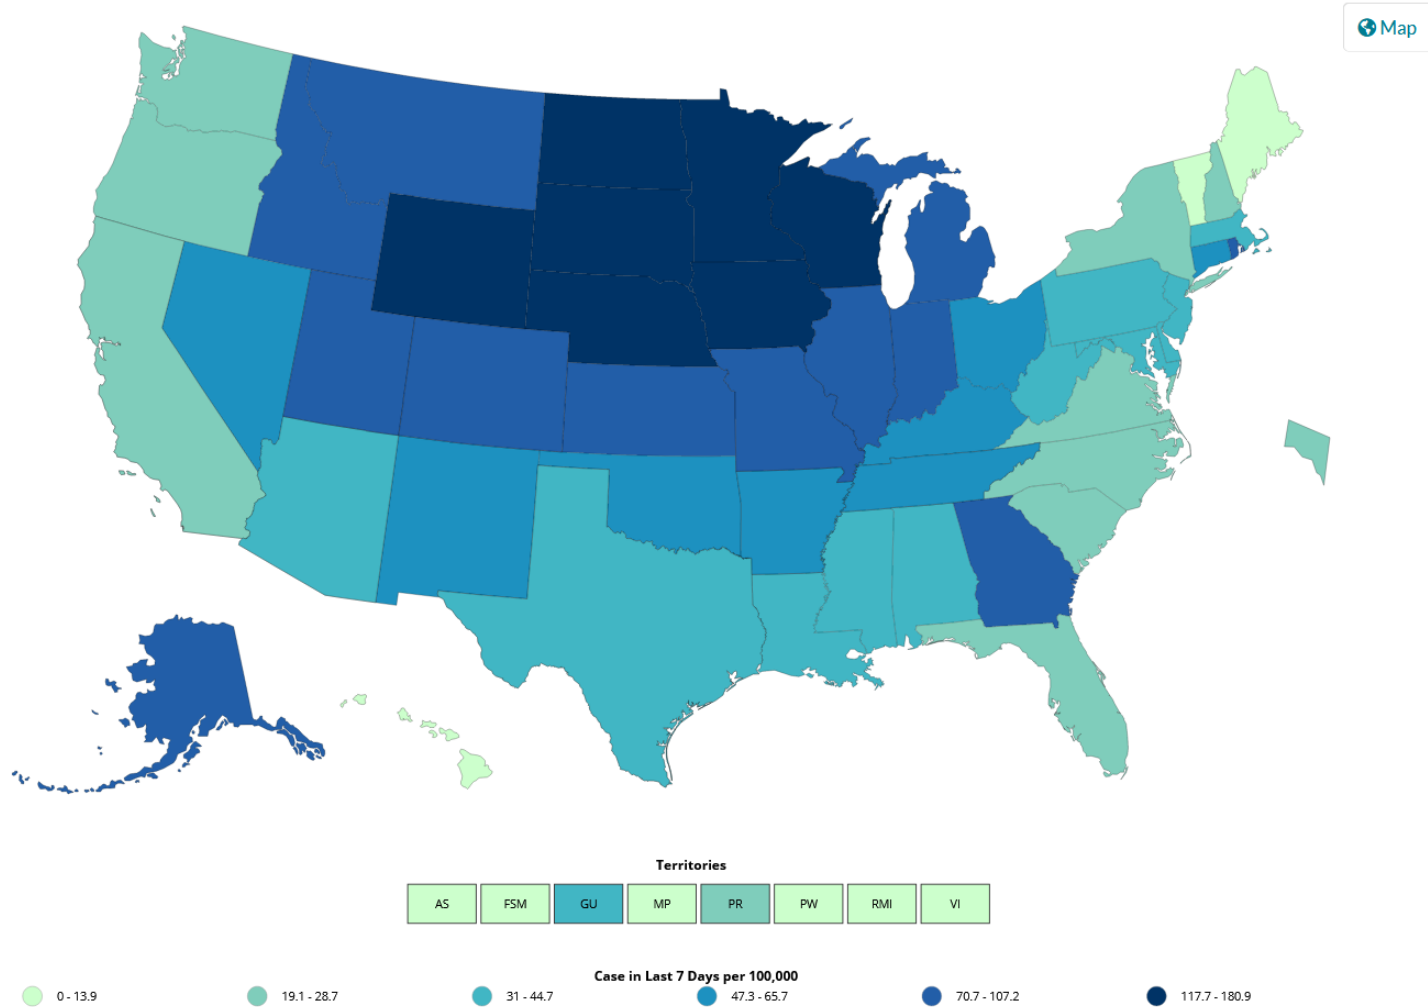 Map
Territories
AS FSM GU MP PR PW RMI VI
Case in Last 7 Days per 100,000
0 - 13.9 19.1 - 28.7 31 - 44.7 47.3 - 65.7 70.7 - 107.2 117.7 - 180.9